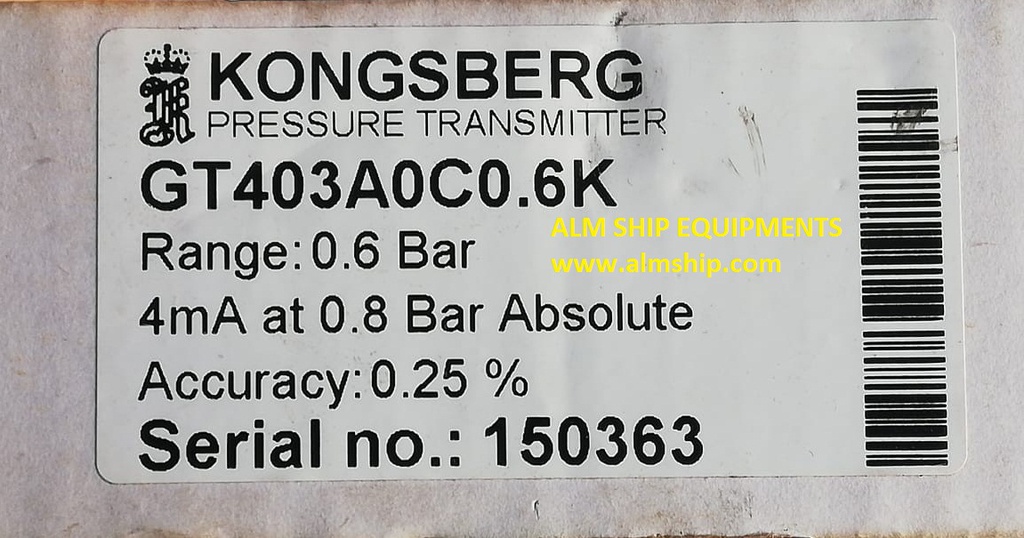 KONGSBERG
PRESSURE TRANSMITTER
GT403A0C0.6K
ALM SHIP EQUIPMENTS
Range: 0.6 Bar
www.almship.com
4mA at 0.8 Bar Absolute
Accuracy: 0.25 %
Serial no.: 150363